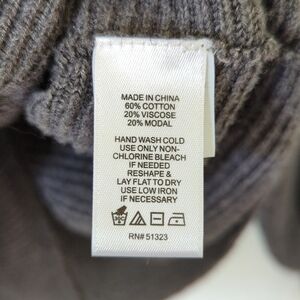 MADE IN CHINA
60% COTTON
20% VISCOSE
20% MODAL
HAND WASH COLD
USE ONLY NON-
CHLORINE BLEACH
IF NEEDED
RESHAPE &
LAY FLAT TO DRY
USE LOW IRON
IF NECESSARY
RN# 51323